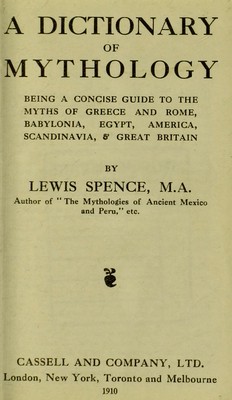 A DICTIONARY
OF
MYTHOLOGY
BEING A CONCISE GUIDE TO THE
MYTHS OF GREECE AND ROME,
BABYLONIA, EGYPT, AMERICA,
SCANDINAVIA, & GREAT BRITAIN
BY
LEWIS SPENCE, M.A.
Author of "The Mythologies of Ancient Mexico
and Peru," etc.
CASSELL AND COMPANY, LTD.
London, New York, Toronto and Melbourne
1910